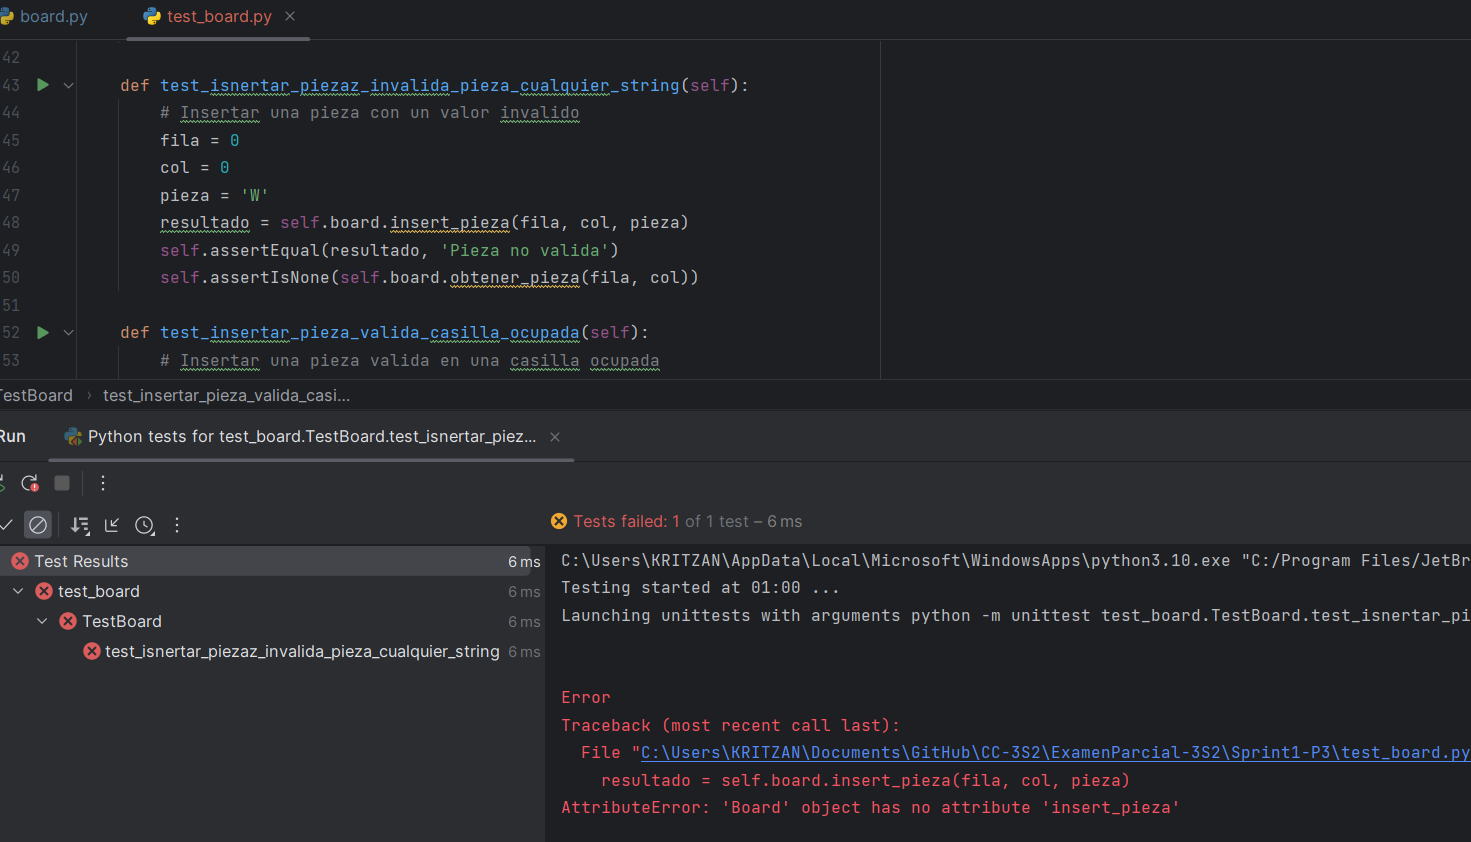 board.py
test_board.py
42
43 def test_isnertar_piezaz_invalida_pieza_cualquier_string(self):
44 # Insertar una pieza con un valor invalido
45 fila = 0
46 col = 0
47 pieza = 'W'
48 resultado = self.board.insert_pieza(fila, col, pieza)
49 self.assertEqual(resultado, 'Pieza no valida')
50 self.assertIsNone(self.board.obtener_pieza(fila, col))
51
52 def test_insertar_pieza_valida_casilla_ocupada(self):
53 # Insertar una pieza valida en una casilla ocupada
TestBoard › test_insertar_pieza_valida_casi...
Run Python tests for test_board.TestBoard.test_isnertar_piez...
Tests failed: 1 of 1 test – 6 ms
Test Results 6 ms
test_board 6 ms
TestBoard 6 ms
test_isnertar_piezaz_invalida_pieza_cualquier_string 6 ms
C:\Users\KRITZAN\AppData\Local\Microsoft\WindowsApps\python3.10.exe "C:/Program Files/JetBr
Testing started at 01:00 ...
Launching unittests with arguments python -m unittest test_board.TestBoard.test_isnertar_pi
Error
Traceback (most recent call last):
File "C:\Users\KRITZAN\Documents\GitHub\CC-3S2\ExamenParcial-3S2\Sprint1-P3\test_board.py
resultado = self.board.insert_pieza(fila, col, pieza)
AttributeError: 'Board' object has no attribute 'insert_pieza'